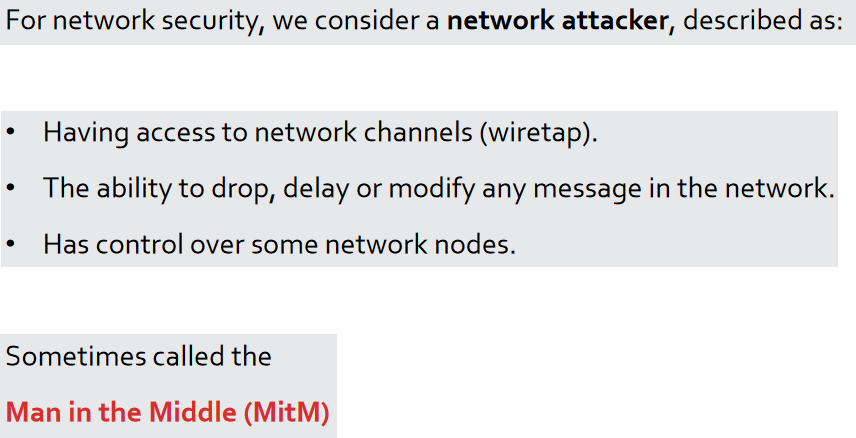 For network security, we consider a network attacker, described as:
• Having access to network channels (wiretap).
• The ability to drop, delay or modify any message in the network.
• Has control over some network nodes.
Sometimes called the
Man in the Middle (MitM)